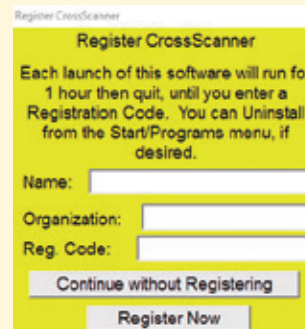 Register CrossScanner
Register CrossScanner
Each launch of this software will run fo
1 hour then quit, until you enter a
Registration Code. You can Uninstall
from the Start/Programs menu, if
desired.
Name:
Organization:
Reg. Code:
Continue without Registering
Register Now